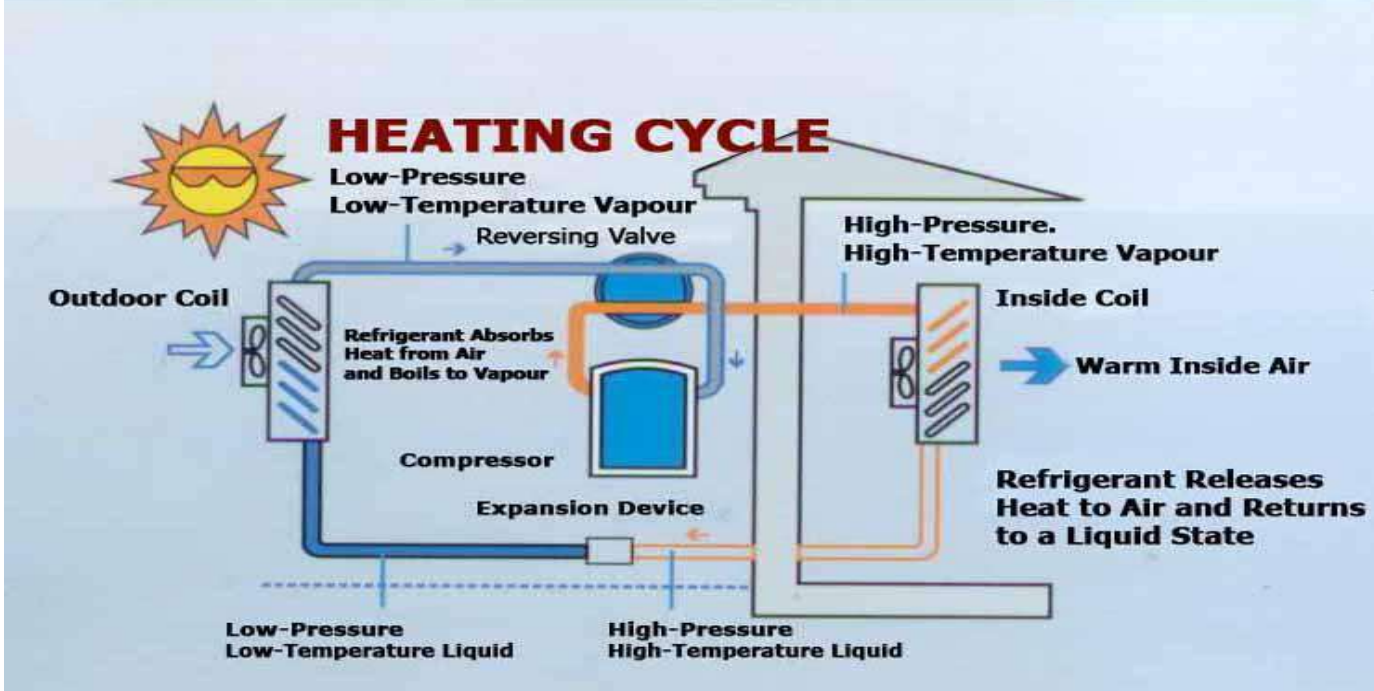 HEATING CYCLE
Low-Pressure
Low-Temperature Vapour
Reversing Valve
High-Pressure.
High-Temperature Vapour
Outdoor Coil
Inside Coil
Refrigerant Absorbs
Heat from Air
and Boils to Vapour
Warm Inside Air
Compressor
Refrigerant Releases
Heat to Air and Returns
to a Liquid State
Expansion Device
Low-Pressure
Low-Temperature Liquid
High-Pressure
High-Temperature Liquid